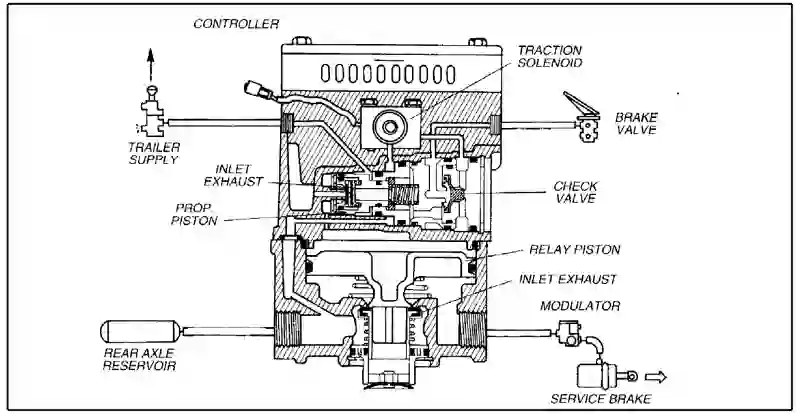 CONTROLLER
TRACTION
SOLENOID
BRAKE
VALVE
TRAILER
SUPPLY
INLET
EXHAUST
CHECK
VALVE
PROP.
PISTON
RELAY PISTON
INLET EXHAUST
MODULATOR
REAR AXLE
RESERVOIR
SERVICE BRAKE